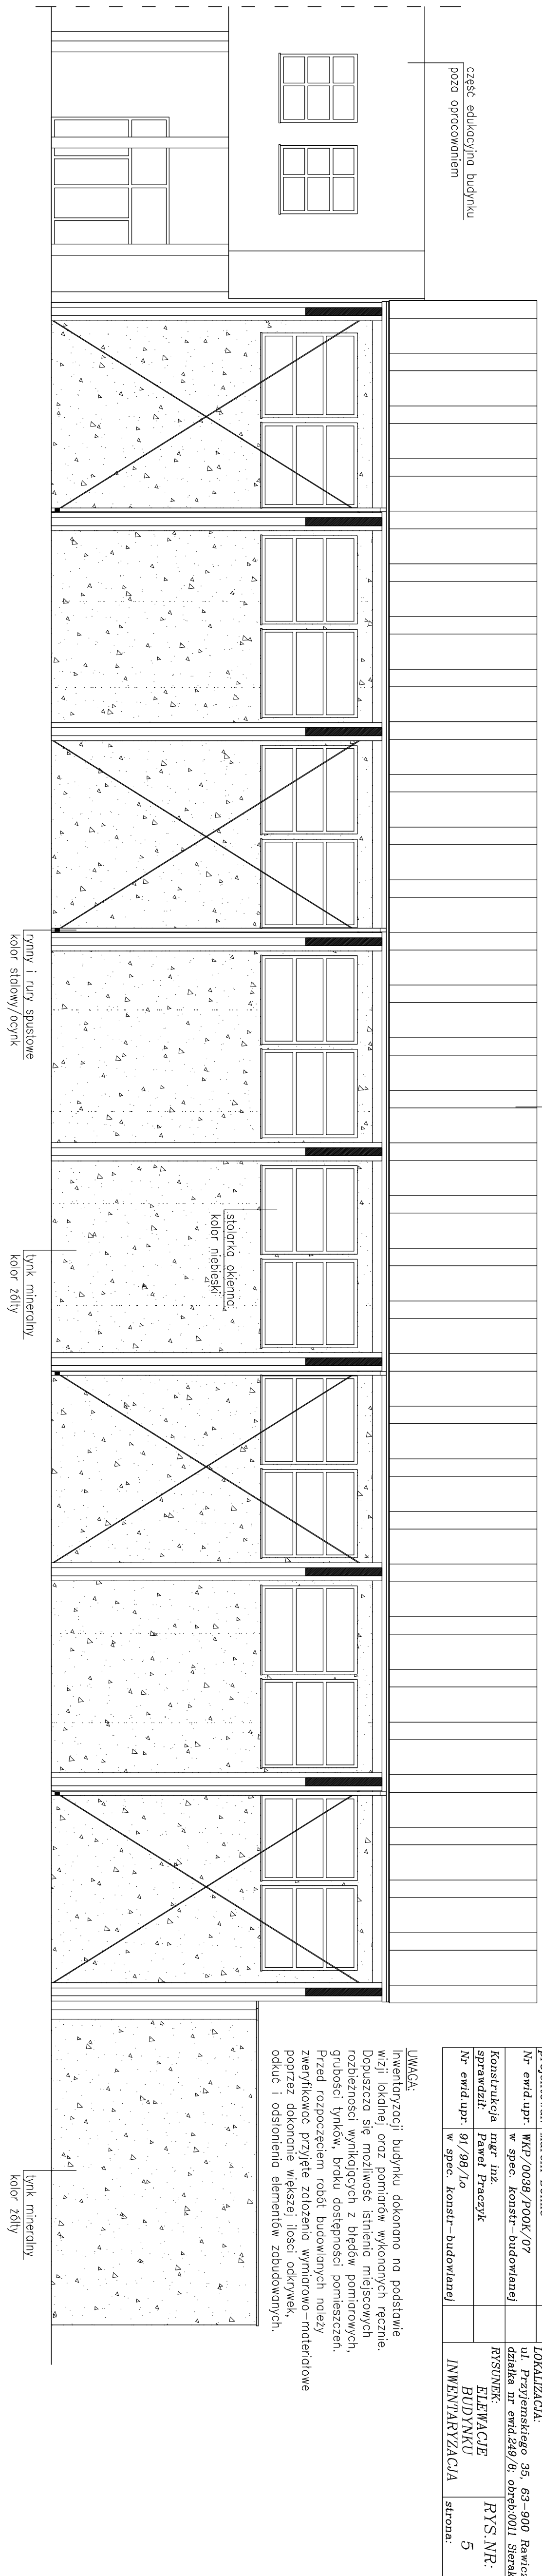 część edukacyjna budynku
poza opracowaniem
rynny i rury spustowe
kolor stalowy/ocynk
stolarka okienna
kolor niebieski
tynk mineralny
kolor żółty
tynk mineralny
kolor żółty
UWAGA:
Inwentaryzacji budynku dokonano na podstawie
wizji lokalnej oraz pomiarów wykonanych ręcznie.
Dopuszcza się możliwość istnienia miejscowych
rozbieżności wynikających z błędów pomiarowych,
grubości tynków, braku dostępności pomieszczeń.
Przed rozpoczęciem robót budowlanych należy
zweryfikować przyjęte założenia wymiarowo-materiałowe
poprzez dokonanie większej ilości odkrywek,
odkuć i odsłonienia elementów zabudowanych.
Nr ewid.upr. WKP/0038/POOK/07
w spec. konstr-budowlanej
Konstrukcja mgr inż.
sprawdził: Paweł Praczyk
Nr ewid.upr. 91/98/Lo
w spec. konstr-budowlanej
LOKALIZACJA:
ul. Przyjemskiego 35, 63-900 Rawicz
działka nr ewid.249/8; obręb:0011
RYSUNEK:
ELEWACJE
BUDYNKU
INWENTARYZACJA
RYS.NR:
5
strona: